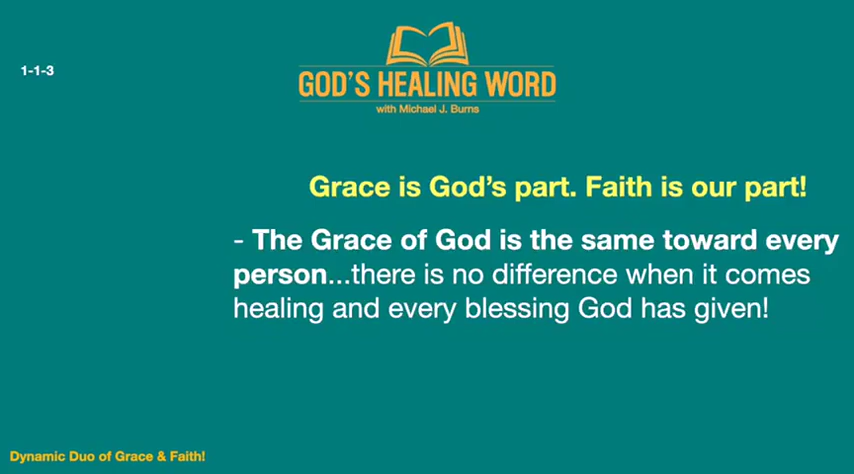 1-1-3
GOD'S HEALING WORD
with Michael J. Burns
Grace is God's part. Faith is our part!
- The Grace of God is the same toward every
person...there is no difference when it comes
healing and every blessing God has given!
Dynamic Duo of Grace & Faith!